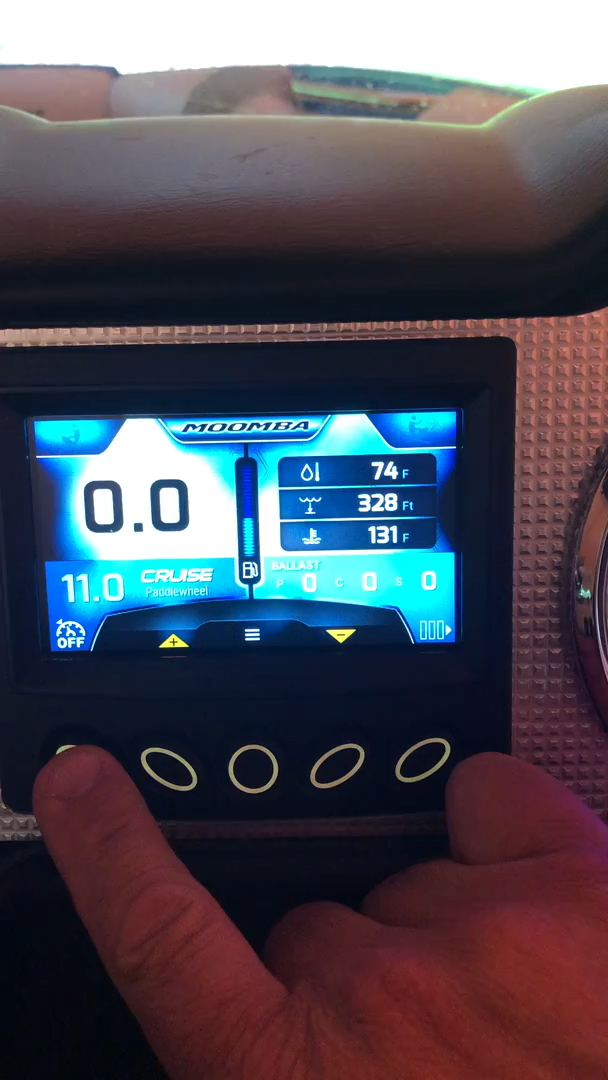 MOOMBA
0.0
74 F
328 Ft
131 F
11.0 CRUISE
Paddlewheel
BALLAST
P 0 C 0 S 0
OFF
+
-